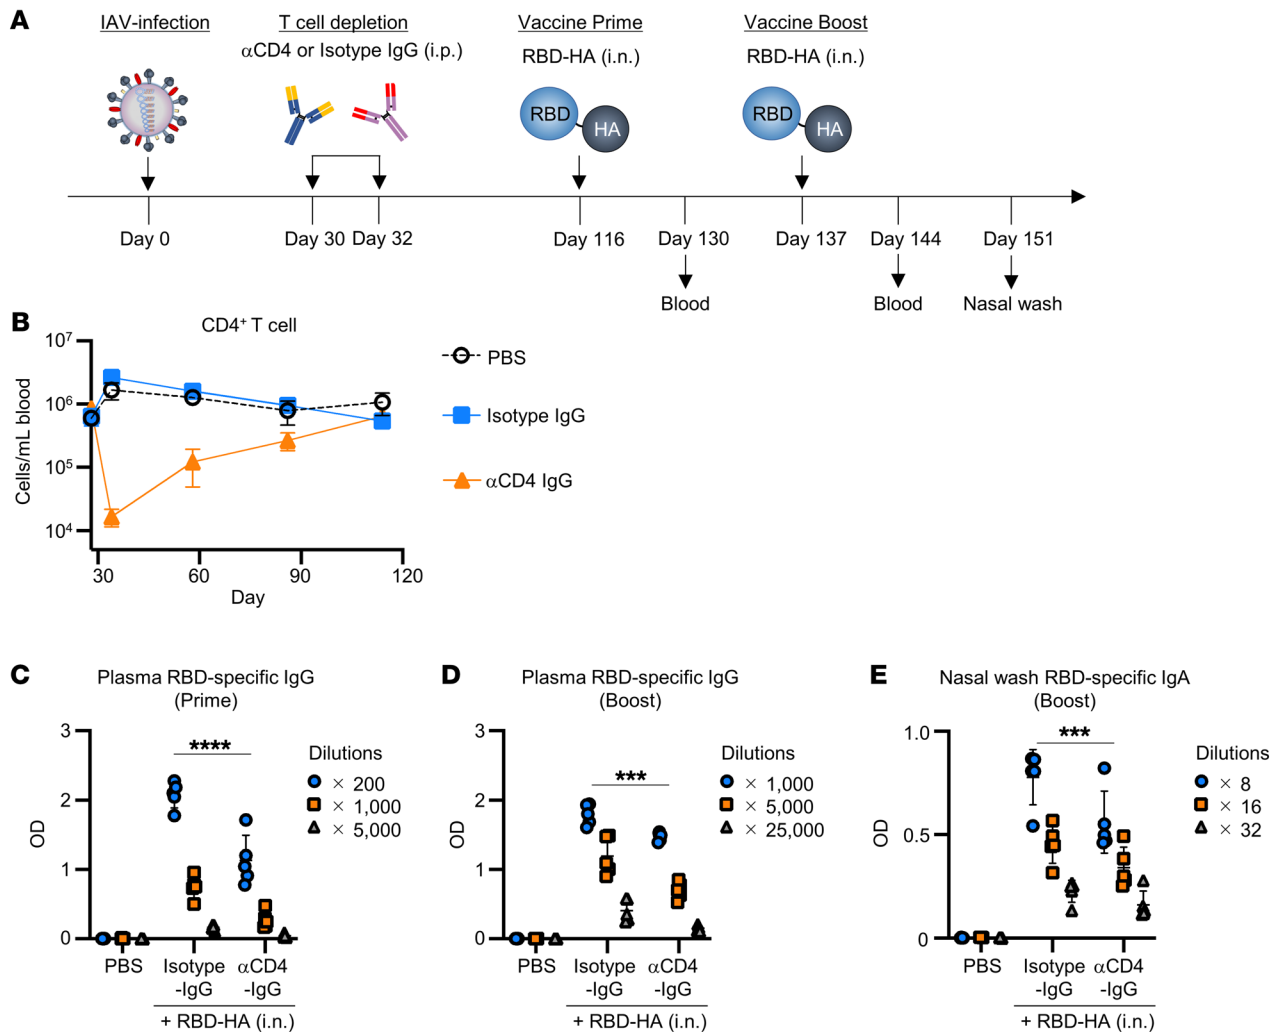 A
IAV-infection
T cell depletion
αCD4 or Isotype IgG (i.p.)
Vaccine Prime
RBD-HA (i.n.)
Vaccine Boost
RBD-HA (i.n.)
RBD
HA
RBD
HA
Day 0
Day 30
Day 32
Day 116
Day 130
Day 137
Day 144
Day 151
Blood
Blood
Nasal wash
B
CD4+ T cell
Cells/mL blood
10⁷
10⁶
10⁵
10⁴
30
60
90
120
Day
PBS
Isotype IgG
αCD4 IgG
C
Plasma RBD-specific IgG
(Prime)
OD
3
2
1
0
****
Dilutions
× 200
× 1,000
× 5,000
PBS
Isotype
-IgG
αCD4
-IgG
+ RBD-HA (i.n.)
D
Plasma RBD-specific IgG
(Boost)
OD
3
2
1
0
***
Dilutions
× 1,000
× 5,000
× 25,000
PBS
Isotype
-IgG
αCD4
-IgG
+ RBD-HA (i.n.)
E
Nasal wash RBD-specific IgA
(Boost)
OD
1.0
0.5
0
***
Dilutions
× 8
× 16
× 32
PBS
Isotype
-IgG
αCD4
-IgG
+ RBD-HA (i.n.)